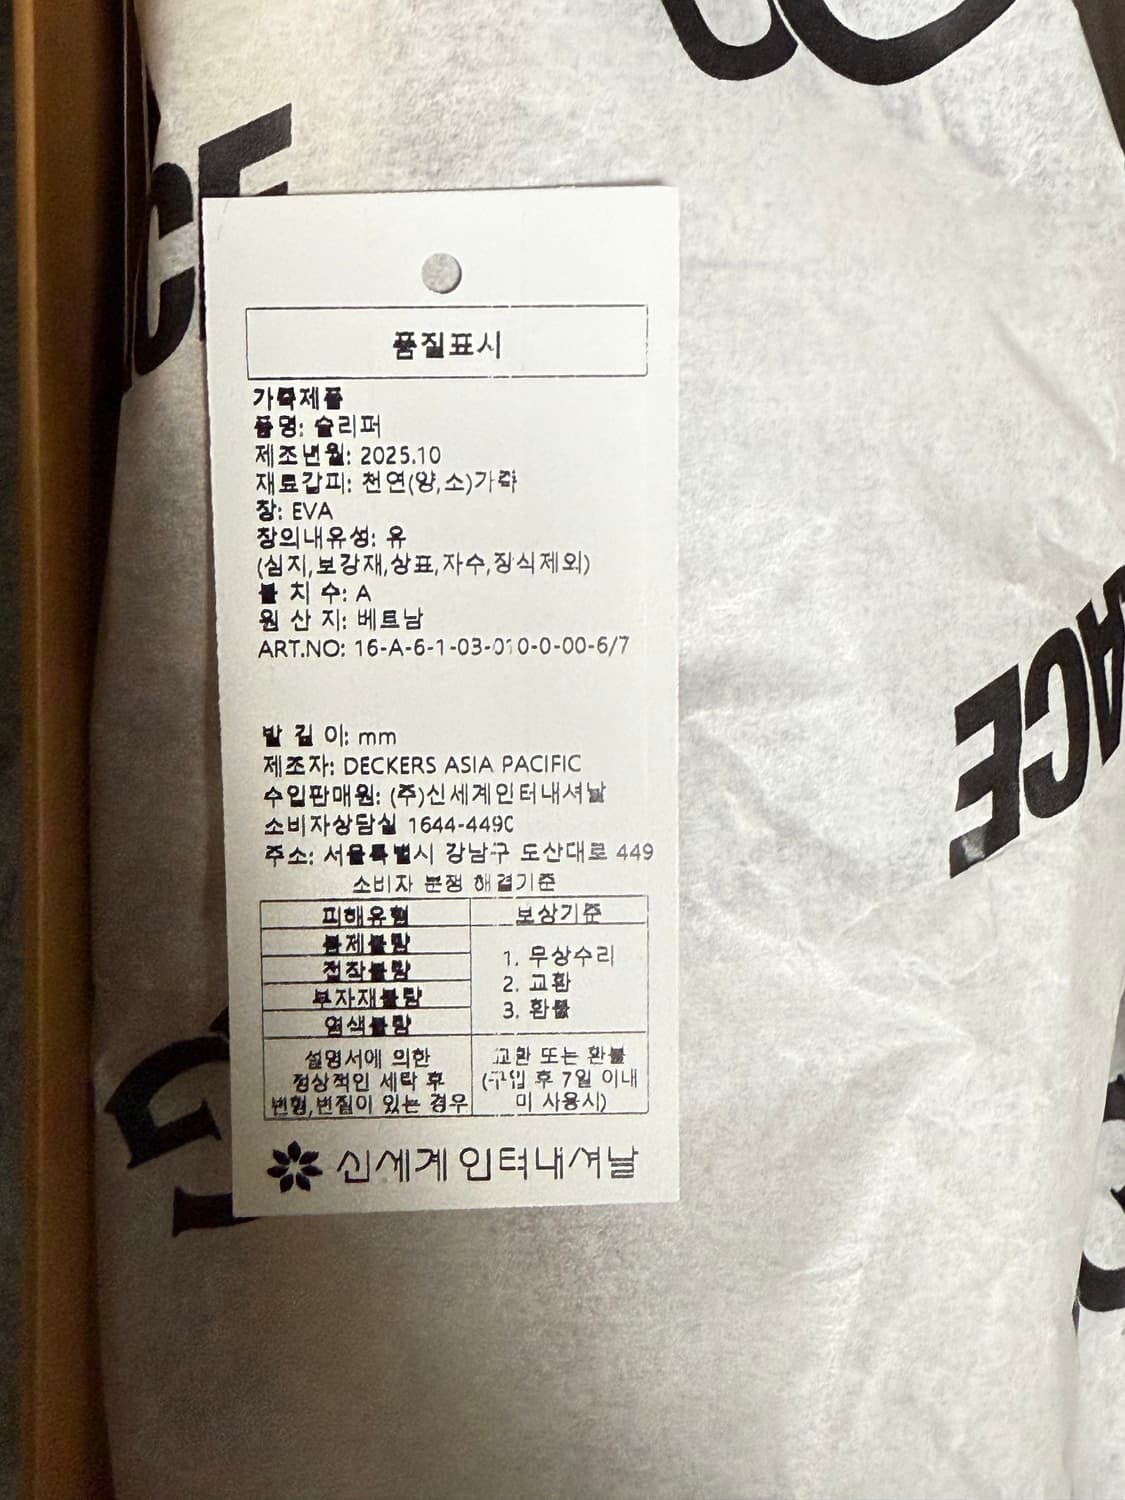 CE
품질표시
가죽제품
품명: 슬리퍼
제조년월: 2025.10
재료갑피: 천연(양,소)가죽
창: EVA
창의내유성: 유
(심지,보강재,상표,자수,장식제외)
볼 치 수: A
원 산 지: 베트남
ART.NO: 16-A-6-1-03-010-0-00-6/7
발 길 이: mm
제조자: DECKERS ASIA PACIFIC
수입판매원: (주)신세계인터내셔날
소비자상담실 1644-4490
주소: 서울특별시 강남구 도산대로 449
소비자 분쟁 해결기준
피해유형 보상기준
봉제불량
접착불량
부자재불량
염색불량
1. 무상수리
2. 교환
3. 환불
설명서에 의한
정상적인 세탁 후
변형,변질이 있는 경우
교환 또는 환불
(구입 후 7일 이내
미 사용시)
신세계인터내셔날
ACE